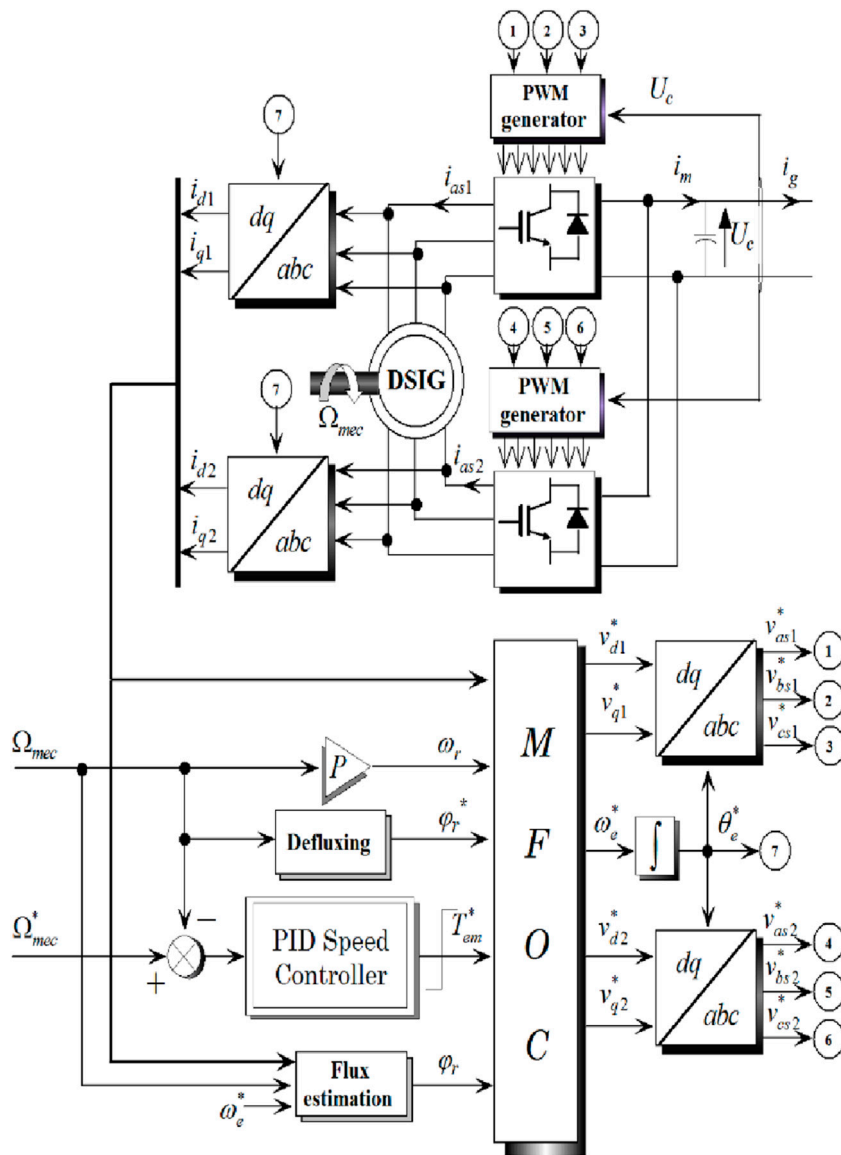 1 2 3
PWM generator
U_c
7
i_d1
i_q1
dq
abc
i_as1
i_m
i_g
U_c
4 5 6
PWM generator
DSIG
Ω_mec
7
i_d2
i_q2
dq
abc
i_as2
v*_d1
v*_q1
dq
abc
v*_as1
1
v*_bs1
2
v*_cs1
3
Ω_mec
P
ω_r
Defluxing
φ_r*
M
F
O
C
ω*_e
∫
θ*_e
7
Ω*_mec
−
+
PID Speed
Controller
T*_em
v*_d2
v*_q2
dq
abc
v*_as2
4
v*_bs2
5
v*_cs2
6
Flux
estimation
φ_r
ω*_e